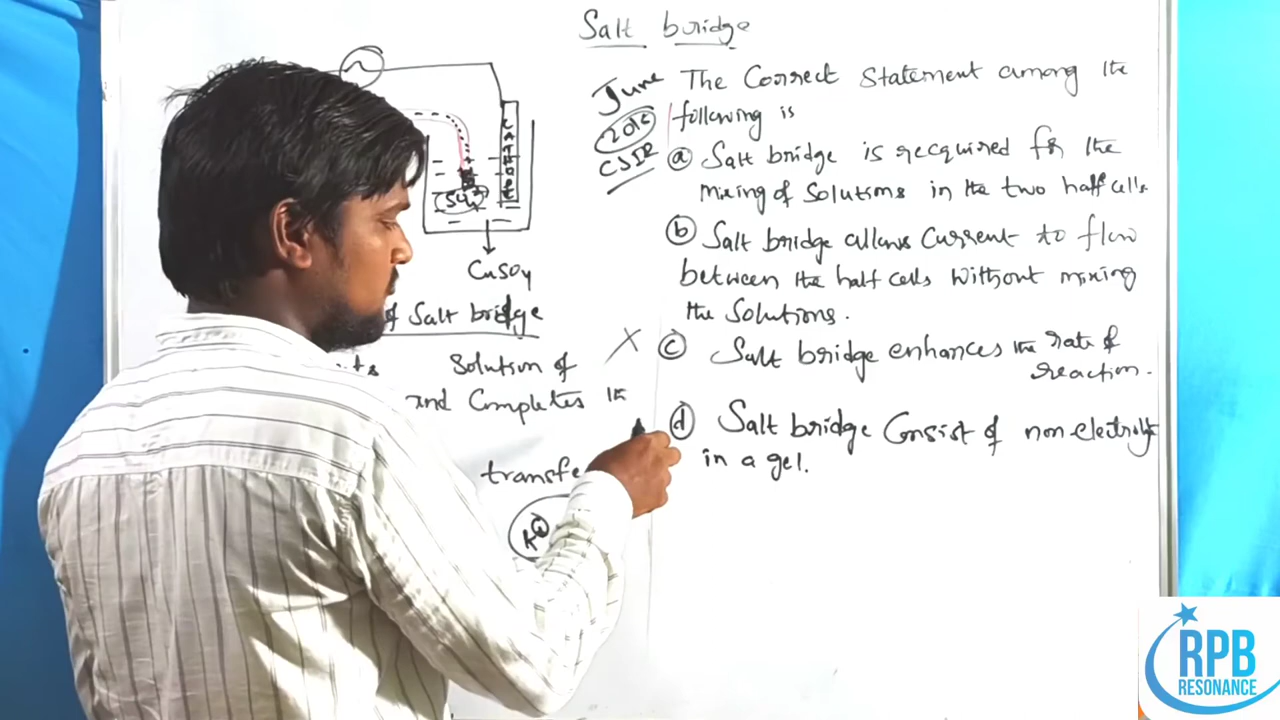 Salt bridge
June
2016
CSIR
The Correct Statement among the
following is
(a) Salt bridge is recquired for the
mixing of Solutions in the two half cells.
(b) Salt bridge allows Current to flow
between the half cells without mixing
the Solutions.
(c) Salt bridge enhances the rate of
reaction.
(d) Salt bridge Consist of non electrolyte
in a gel.
CATHODE
CuSO4
of Salt bridge
Solution of
and Completes the
transfe
X
RPB
RESONANCE